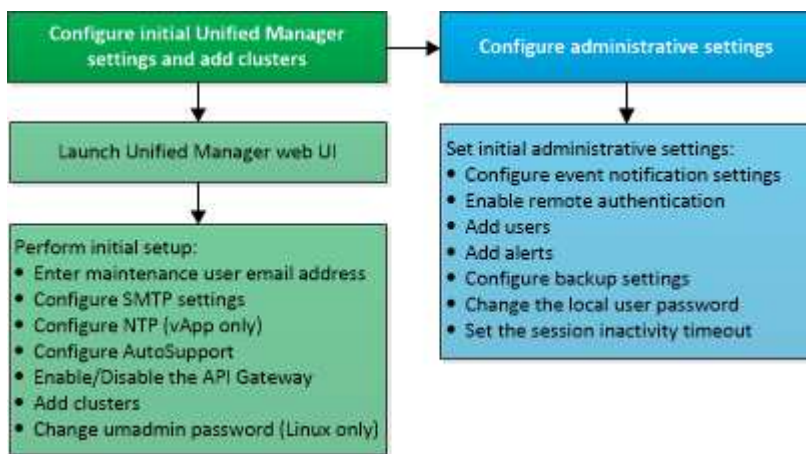 Configure initial Unified Manager
settings and add clusters
Launch Unified Manager web UI
Perform initial setup:
• Enter maintenance user email address
• Configure SMTP settings
• Configure NTP (vApp only)
• Configure AutoSupport
• Enable/Disable the API Gateway
• Add clusters
• Change umadmin password (Linux only)
Configure administrative settings
Set initial administrative settings:
• Configure event notification settings
• Enable remote authentication
• Add users
• Add alerts
• Configure backup settings
• Change the local user password
• Set the session inactivity timeout